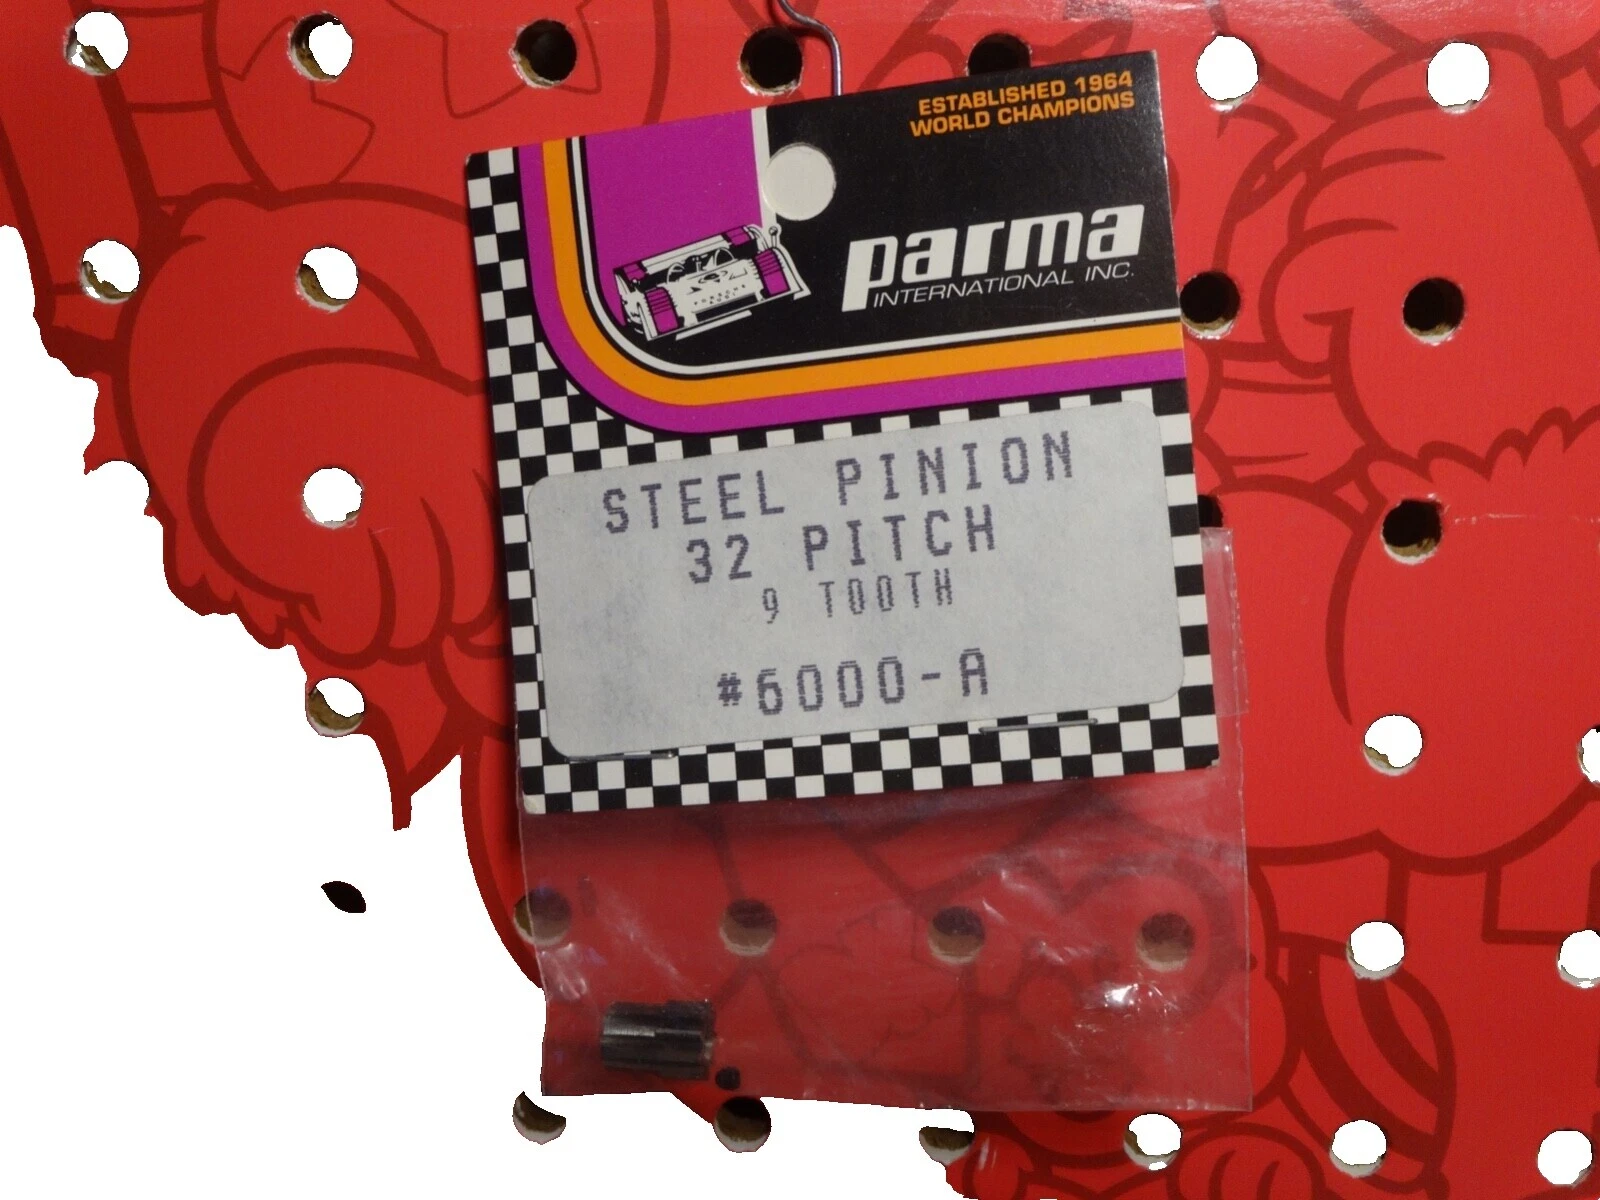 ESTABLISHED 1964
WORLD CHAMPIONS
parma
INTERNATIONAL INC.
STEEL PINION
32 PITCH
9 TOOTH
#6000-A